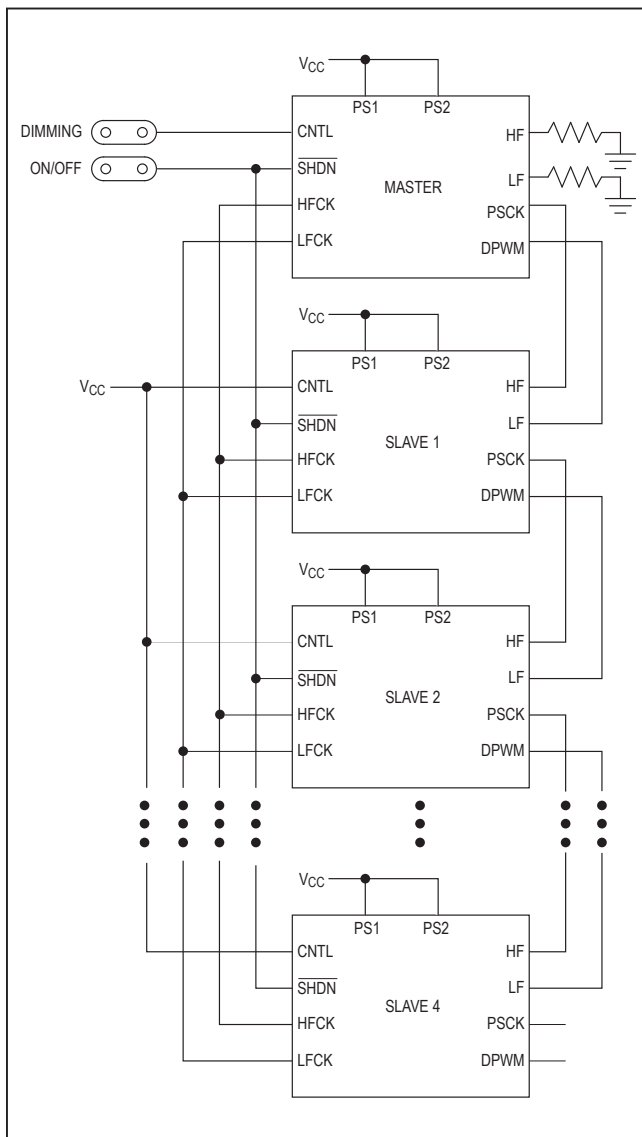 VCC
PS1 PS2
DIMMING
CNTL
HF
ON/OFF
SHDN
MASTER
LF
HFCK
PSCK
LFCK
DPWM
VCC
PS1 PS2
VCC
CNTL
HF
SHDN
SLAVE 1
LF
HFCK
PSCK
LFCK
DPWM
VCC
PS1 PS2
CNTL
HF
SHDN
SLAVE 2
LF
HFCK
PSCK
LFCK
DPWM
VCC
PS1 PS2
CNTL
HF
SHDN
SLAVE 4
LF
HFCK
PSCK
LFCK
DPWM